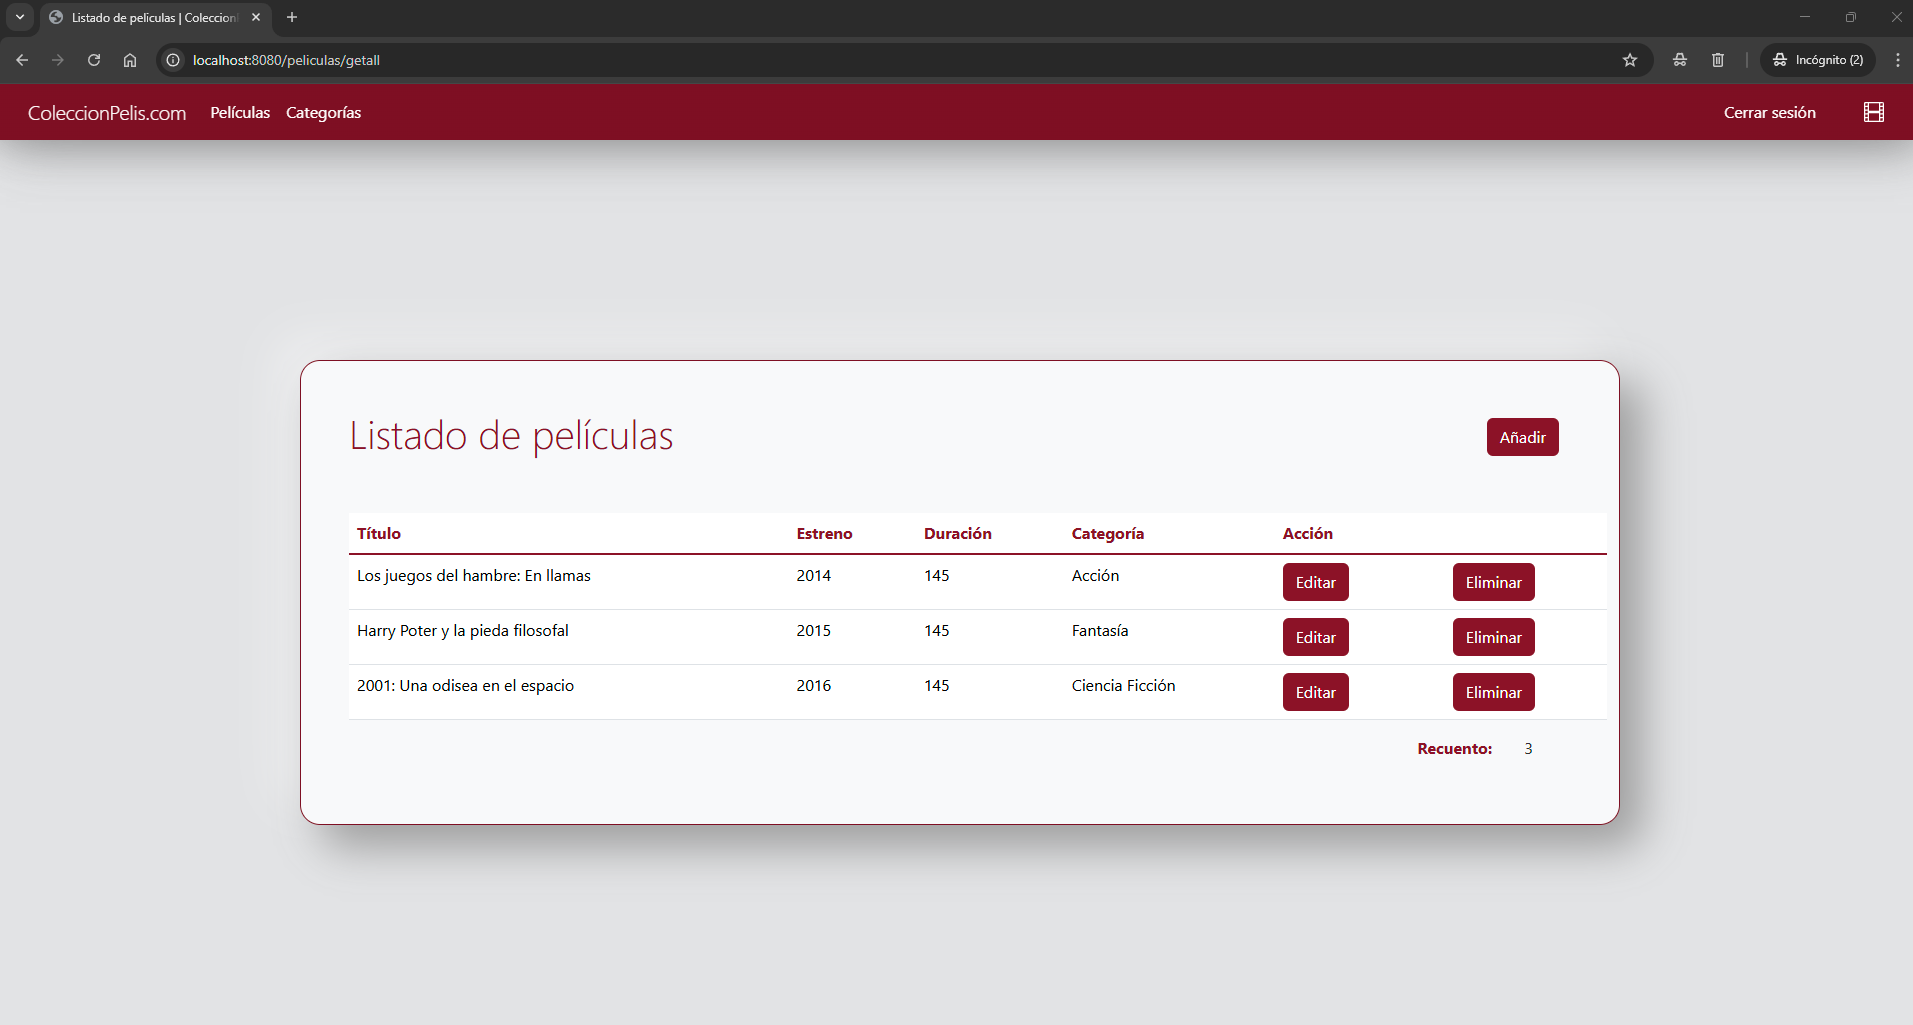 Listado de películas | Coleccion
localhost:8080/peliculas/getall
Incógnito (2)
ColeccionPelis.com Películas Categorías Cerrar sesión
Listado de películas
Añadir
Título Estreno Duración Categoría Acción
Los juegos del hambre: En llamas 2014 145 Acción Editar Eliminar
Harry Poter y la pieda filosofal 2015 145 Fantasía Editar Eliminar
2001: Una odisea en el espacio 2016 145 Ciencia Ficción Editar Eliminar
Recuento: 3